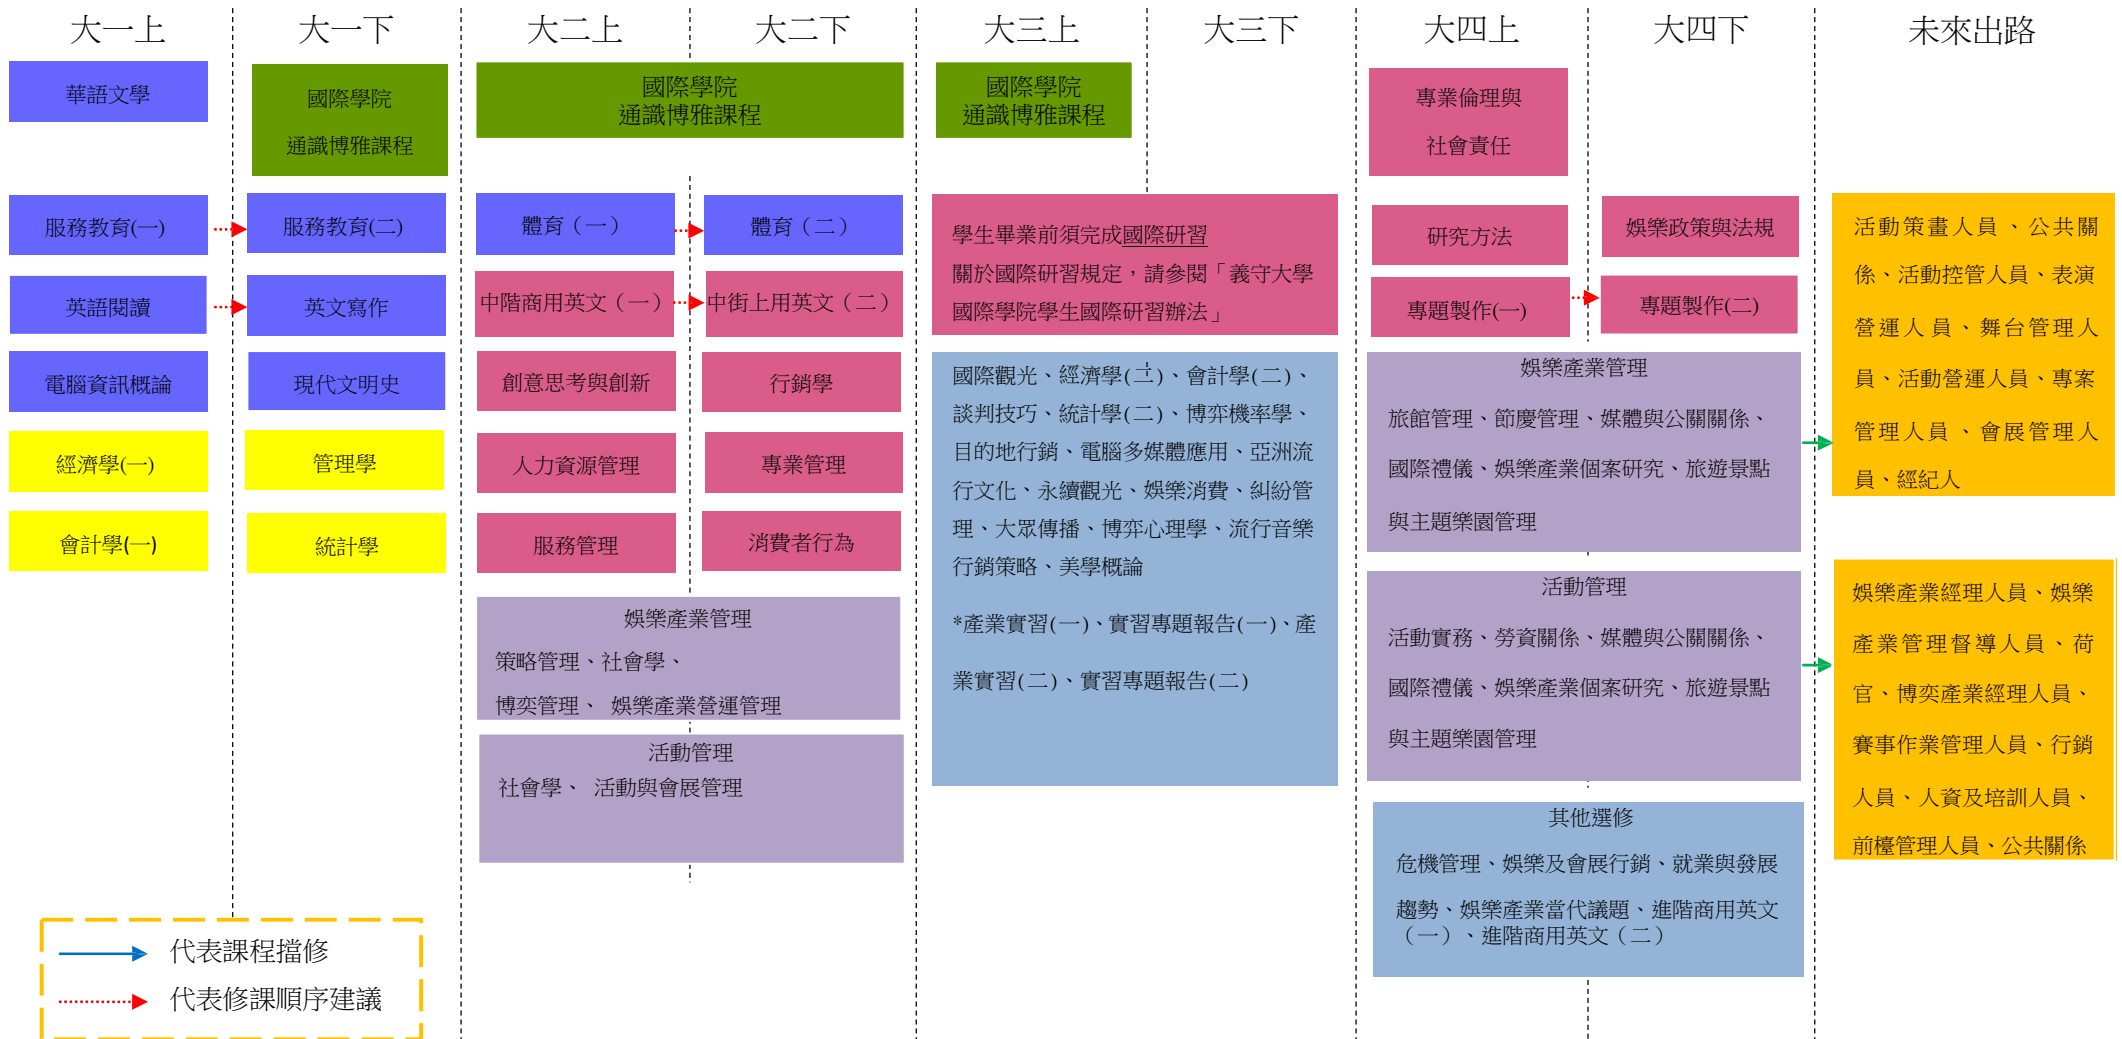 大一上
大一下
大二上
大二下
大三上
大三下
大四上
大四下
未來出路
華語文學
國際學院
通識博雅課程
國際學院
通識博雅課程
國際學院
通識博雅課程
專業倫理與
社會責任
服務教育(一)
服務教育(二)
體育（一）
體育（二）
英語閱讀
英文寫作
中階商用英文（一）
中街上用英文（二）
電腦資訊概論
現代文明史
創意思考與創新
行銷學
經濟學(一)
管理學
人力資源管理
專業管理
會計學(一)
統計學
服務管理
消費者行為
娛樂產業管理
策略管理、社會學、
博奕管理、 娛樂產業營運管理
活動管理
社會學、 活動與會展管理
學生畢業前須完成國際研習
關於國際研習規定，請參閱「義守大學
國際學院學生國際研習辦法」
國際觀光、經濟學(二)、會計學(二)、
談判技巧、統計學(二)、博弈機率學、
目的地行銷、電腦多媒體應用、亞洲流
行文化、永續觀光、娛樂消費、糾紛管
理、大眾傳播、博弈心理學、流行音樂
行銷策略、美學概論
*產業實習(一)、實習專題報告(一)、產
業實習(二)、實習專題報告(二)
研究方法
娛樂政策與法規
專題製作(一)
專題製作(二)
娛樂產業管理
旅館管理、節慶管理、媒體與公關關係、
國際禮儀、娛樂產業個案研究、旅遊景點
與主題樂園管理
活動管理
活動實務、勞資關係、媒體與公關關係、
國際禮儀、娛樂產業個案研究、旅遊景點
與主題樂園管理
其他選修
危機管理、娛樂及會展行銷、就業與發展
趨勢、娛樂產業當代議題、進階商用英文
（一）、進階商用英文（二）
活動策畫人員、公共關
係、活動控管人員、表演
營運人員、舞台管理人
員、活動營運人員、專案
管理人員、會展管理人
員、經紀人
娛樂產業經理人員、娛樂
產業管理督導人員、荷
官、博奕產業經理人員、
賽事作業管理人員、行銷
人員、人資及培訓人員、
前檯管理人員、公共關係
代表課程擋修
代表修課順序建議